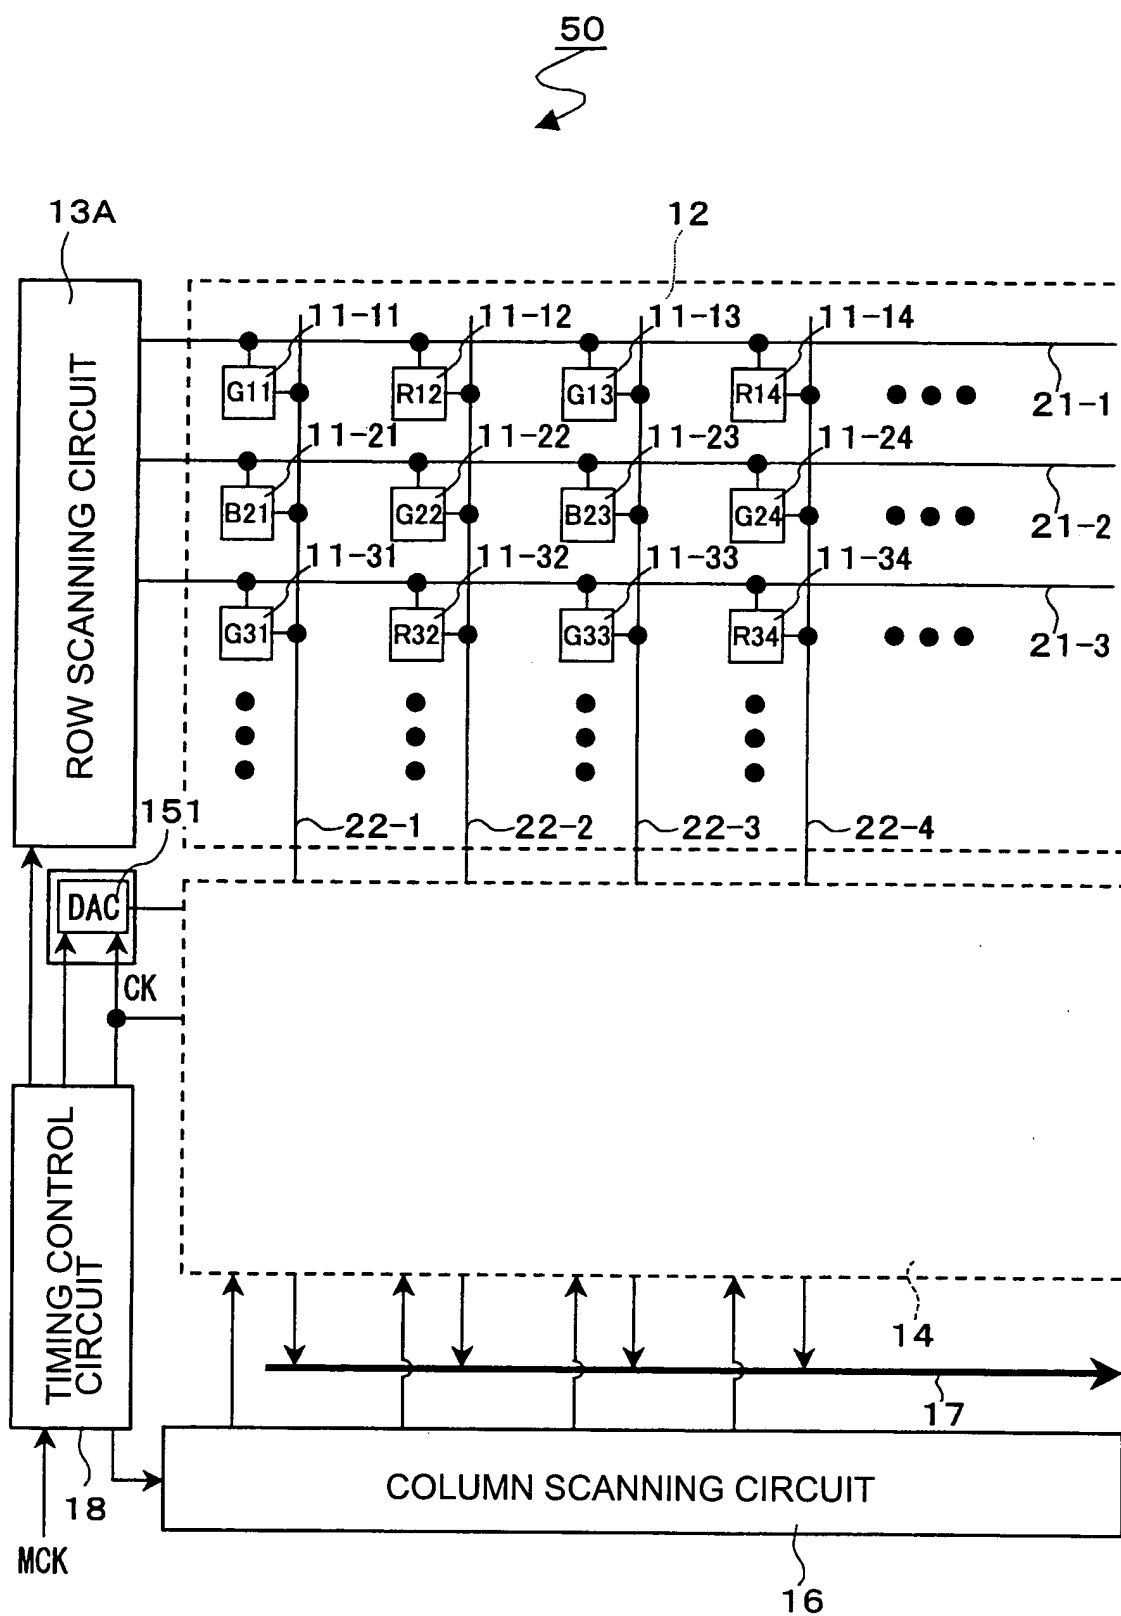 50
13A
12
11-11
11-12
11-13
11-14
G11
R12
G13
R14
21-1
11-21
11-22
11-23
11-24
B21
G22
B23
G24
21-2
11-31
11-32
11-33
11-34
G31
R32
G33
R34
21-3
ROW SCANNING CIRCUIT
151
22-1
22-2
22-3
22-4
DAC
CK
TIMING CONTROL
CIRCUIT
14
17
18
COLUMN SCANNING CIRCUIT
MCK
16